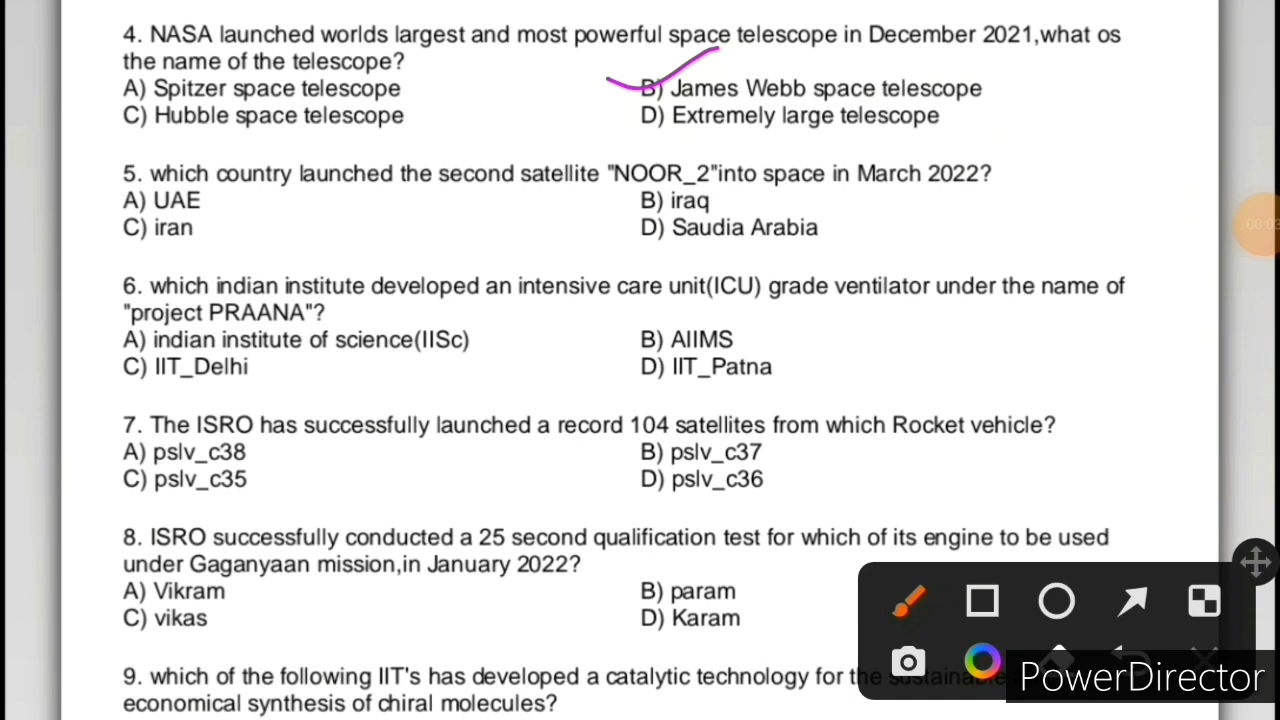 4. NASA launched worlds largest and most powerful space telescope in December 2021,what os
the name of the telescope?
A) Spitzer space telescope B) James Webb space telescope
C) Hubble space telescope D) Extremely large telescope
5. which country launched the second satellite "NOOR_2"into space in March 2022?
A) UAE B) iraq
C) iran D) Saudia Arabia
00:03
6. which indian institute developed an intensive care unit(ICU) grade ventilator under the name of
"project PRAANA"?
A) indian institute of science(IISc) B) AIIMS
C) IIT_Delhi D) IIT_Patna
7. The ISRO has successfully launched a record 104 satellites from which Rocket vehicle?
A) pslv_c38 B) pslv_c37
C) pslv_c35 D) pslv_c36
8. ISRO successfully conducted a 25 second qualification test for which of its engine to be used
under Gaganyaan mission,in January 2022?
A) Vikram B) param
C) vikas D) Karam
9. which of the following IIT's has developed a catalytic technology for the sustainable
economical synthesis of chiral molecules?
PowerDirector